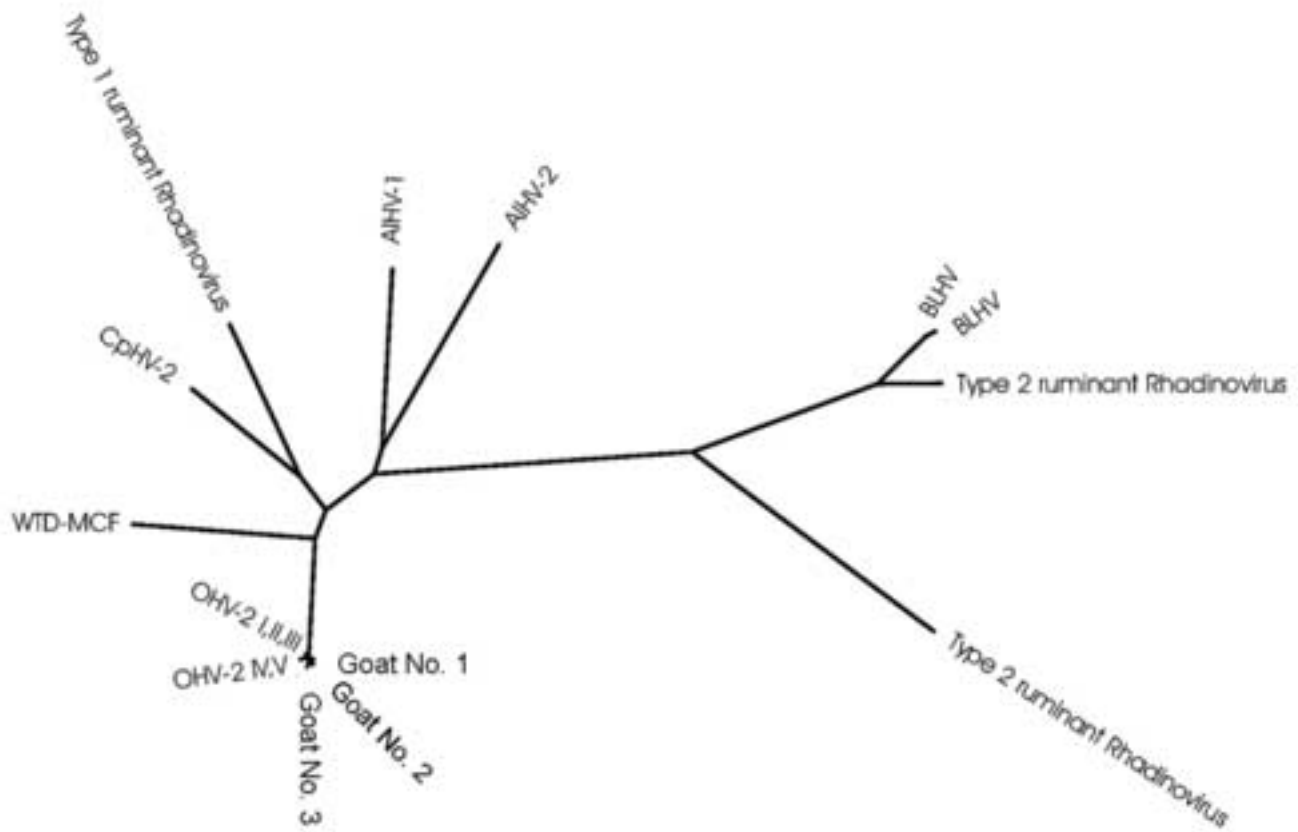 Type 1 ruminant Rhadinovirus
AlHV-1
AlHV-2
CpHV-2
BLHV
BLHV
Type 2 ruminant Rhadinovirus
WTD-MCF
OHV-2 I,II,III
OHV-2 IV,V
Goat No. 1
Goat No. 2
Goat No. 3
Type 2 ruminant Rhadinovirus